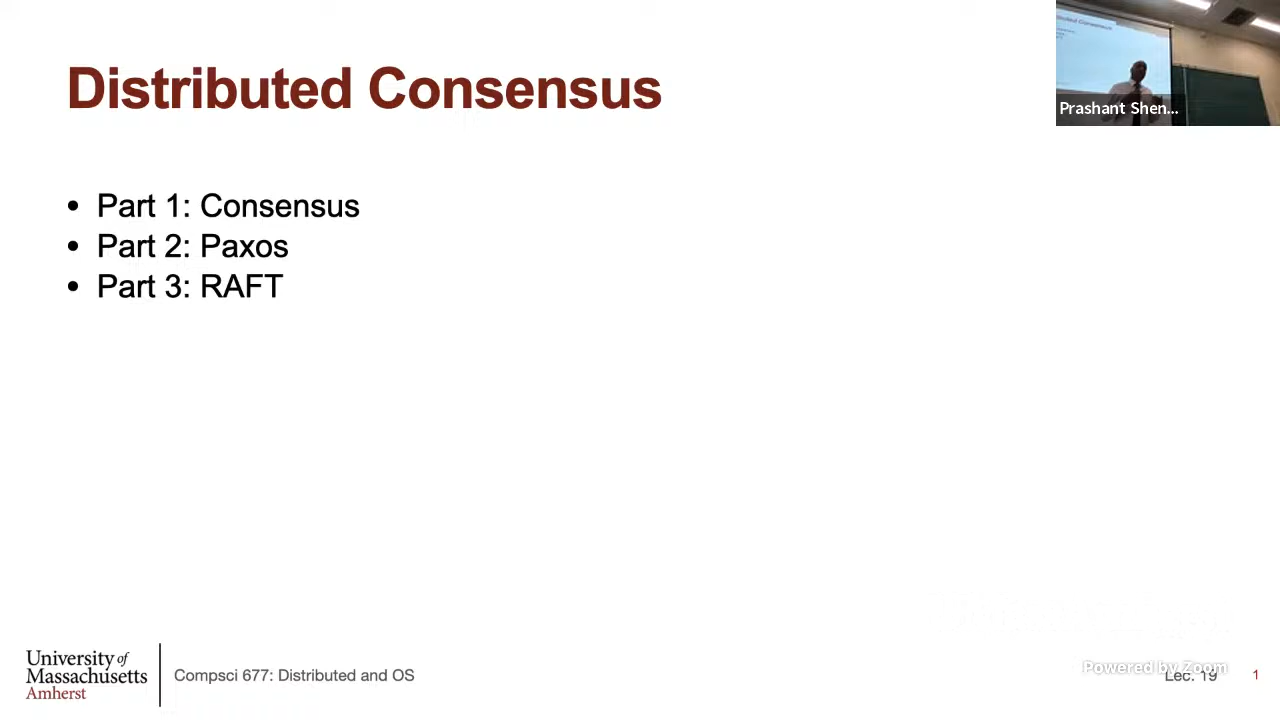 Distributed Consensus
Prashant Shen...
• Part 1: Consensus
• Part 2: Paxos
• Part 3: RAFT
University of
Massachusetts
Amherst
Compsci 677: Distributed and OS
Powered by Zoom
Lec. 19
1